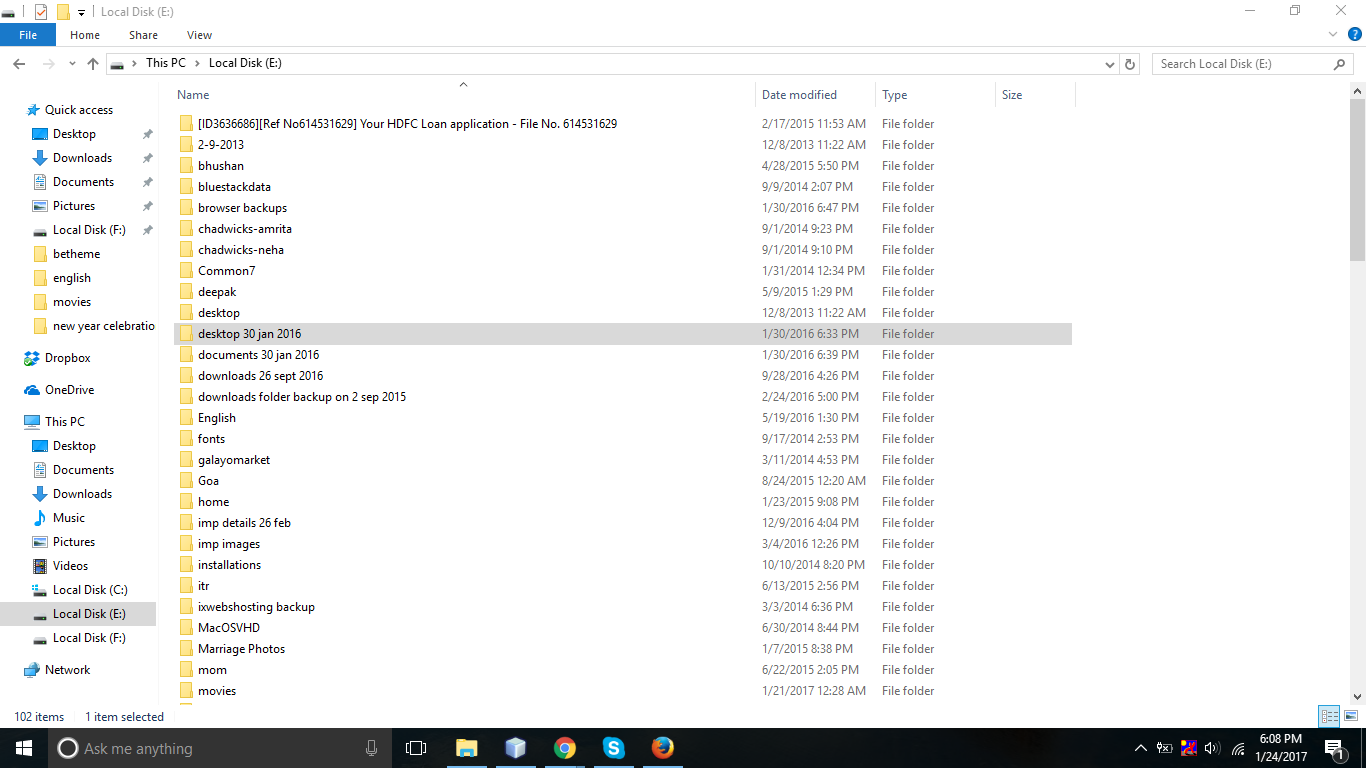 Local Disk (E:)
File Home Share View
This PC Local Disk (E:) Search Local Disk (E:)
Name Date modified Type Size
Quick access
Desktop
Downloads
Documents
Pictures
Local Disk (F:)
betheme
english
movies
new year celebratio
Dropbox
OneDrive
This PC
Desktop
Documents
Downloads
Music
Pictures
Videos
Local Disk (C:)
Local Disk (E:)
Local Disk (F:)
Network
[ID3636686][Ref No614531629] Your HDFC Loan application - File No. 614531629 2/17/2015 11:53 AM File folder
2-9-2013 12/8/2013 11:22 AM File folder
bhushan 4/28/2015 5:50 PM File folder
bluestackdata 9/9/2014 2:07 PM File folder
browser backups 1/30/2016 6:47 PM File folder
chadwicks-amrita 9/1/2014 9:23 PM File folder
chadwicks-neha 9/1/2014 9:10 PM File folder
Common7 1/31/2014 12:34 PM File folder
deepak 5/9/2015 1:29 PM File folder
desktop 12/8/2013 11:22 AM File folder
desktop 30 jan 2016 1/30/2016 6:33 PM File folder
documents 30 jan 2016 1/30/2016 6:39 PM File folder
downloads 26 sept 2016 9/28/2016 4:26 PM File folder
downloads folder backup on 2 sep 2015 2/24/2016 5:00 PM File folder
English 5/19/2016 1:30 PM File folder
fonts 9/17/2014 2:53 PM File folder
galayomarket 3/11/2014 4:53 PM File folder
Goa 8/24/2015 12:20 AM File folder
home 1/23/2015 9:08 PM File folder
imp details 26 feb 12/9/2016 4:04 PM File folder
imp images 3/4/2016 12:26 PM File folder
installations 10/10/2014 8:20 PM File folder
itr 6/13/2015 2:56 PM File folder
ixwebshosting backup 3/3/2014 6:36 PM File folder
MacOSVHD 6/30/2014 8:44 PM File folder
Marriage Photos 1/7/2015 8:38 PM File folder
mom 6/22/2015 2:05 PM File folder
movies 1/21/2017 12:28 AM File folder
102 items 1 item selected
Ask me anything
6:08 PM
1/24/2017
1